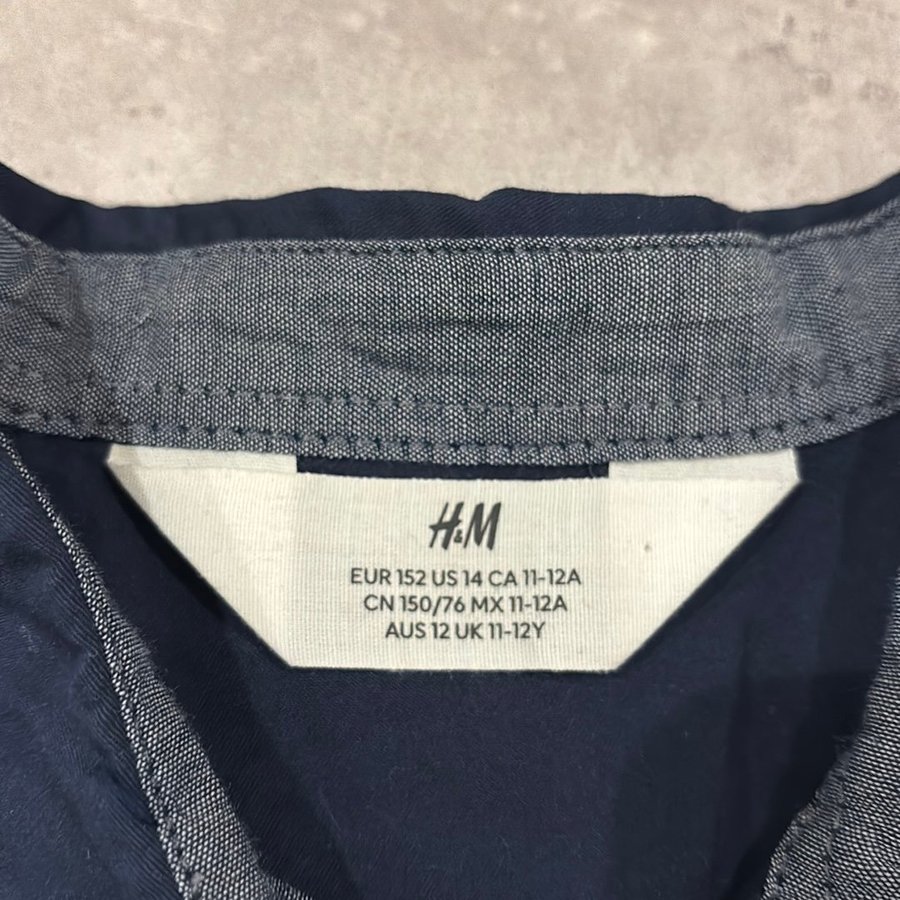 H&M
EUR 152 US 14 CA 11-12A
CN 150/76 MX 11-12A
AUS 12 UK 11-12Y